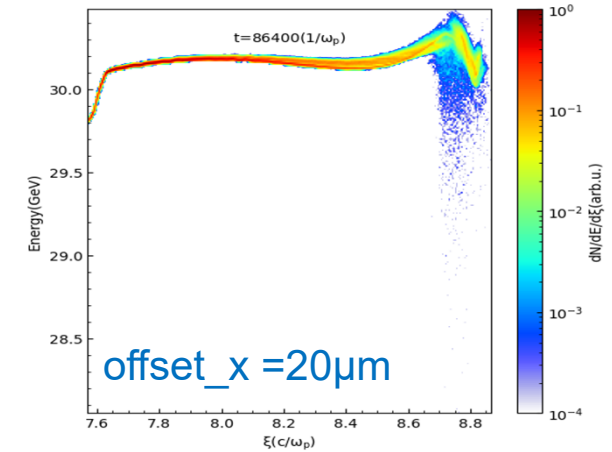 t=86400(1/ωₚ)
10⁰
30.0
10⁻¹
29.5
Energy(GeV)
10⁻²
dN/dE/dξ(arb.u.)
29.0
10⁻³
28.5
offset_x =20μm
10⁻⁴
7.6 7.8 8.0 8.2 8.4 8.6 8.8
ξ(c/ωₚ)